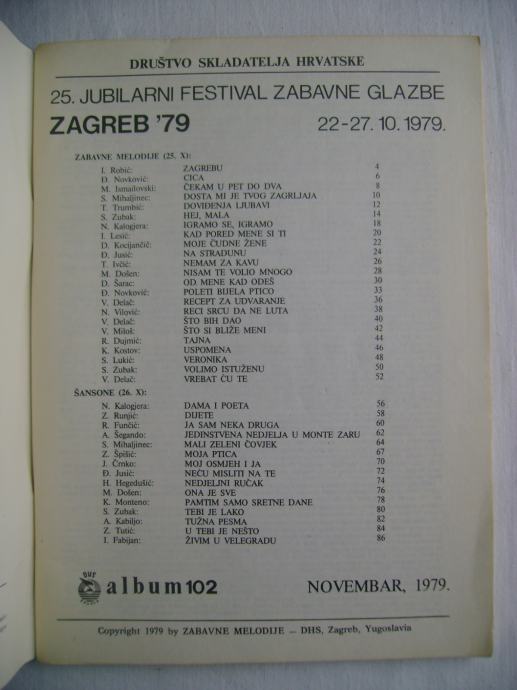 DRUŠTVO SKLADATELJA HRVATSKE
25. JUBILARNI FESTIVAL ZABAVNE GLAZBE
ZAGREB '79 22-27. 10. 1979.
ZABAVNE MELODIJE (25. X):
I. Robić: ZAGREBU 4
Đ. Novković: CICA 6
M. Ismailovski: ČEKAM U PET DO DVA 8
S. Mihaljinec: DOSTA MI JE TVOG ZAGRLJAJA 10
T. Trumbić: DOVIĐENJA LJUBAVI 12
S. Zubak: HEJ, MALA 14
N. Kalogjera: IGRAMO SE, IGRAMO 18
I. Lesić: KAD PORED MENE SI TI 20
D. Kocijančić: MOJE ČUDNE ŽENE 22
Đ. Jusić: NA STRADUNU 24
T. Ivčić: NEMAM ZA KAVU 26
M. Došen: NISAM TE VOLIO MNOGO 28
D. Šarac: OD MENE KAD ODEŠ 30
Đ. Novković: POLETI BIJELA PTICO 33
V. Delač: RECEPT ZA UDVARANJE 36
N. Vilović: RECI SRCU DA NE LUTA 38
V. Delač: ŠTO BIH DAO 40
V. Miloš: ŠTO SI BLIŽE MENI 42
R. Dujmić: TAJNA 44
K. Kostov: USPOMENA 46
S. Lukić: VERONIKA 48
S. Zubak: VOLIMO ISTU ŽENU 50
V. Delač: VREBAT ĆU TE 52
ŠANSONE (26. X):
N. Kalogjera: DAMA I POETA 56
Z. Runjić: DIJETE 58
R. Funčić: JA SAM NEKA DRUGA 60
A. Šegando: JEDINSTVENA NEDJELJA U MONTE ZARU 62
S. Mihaljinec: MALI ZELENI ČOVJEK 64
Z. Špišić: MOJA PTICA 67
J. Črnko: MOJ OSMJEH I JA 70
Đ. Jusić: NEĆU MISLITI NA TE 72
H. Hegedušić: NEDJELJNI RUČAK 74
M. Došen: ONA JE SVE 76
K. Monteno: PAMTIM SAMO SRETNE DANE 78
S. Zubak: TEBI JE LAKO 80
A. Kabiljo: TUŽNA PESMA 82
Z. Tutić: U TEBI JE NEŠTO 84
I. Fabijan: ŽIVIM U VELEGRADU 86
album 102 NOVEMBAR, 1979.
Copyright 1979 by ZABAVNE MELODIJE – DHS, Zagreb, Yugoslavia